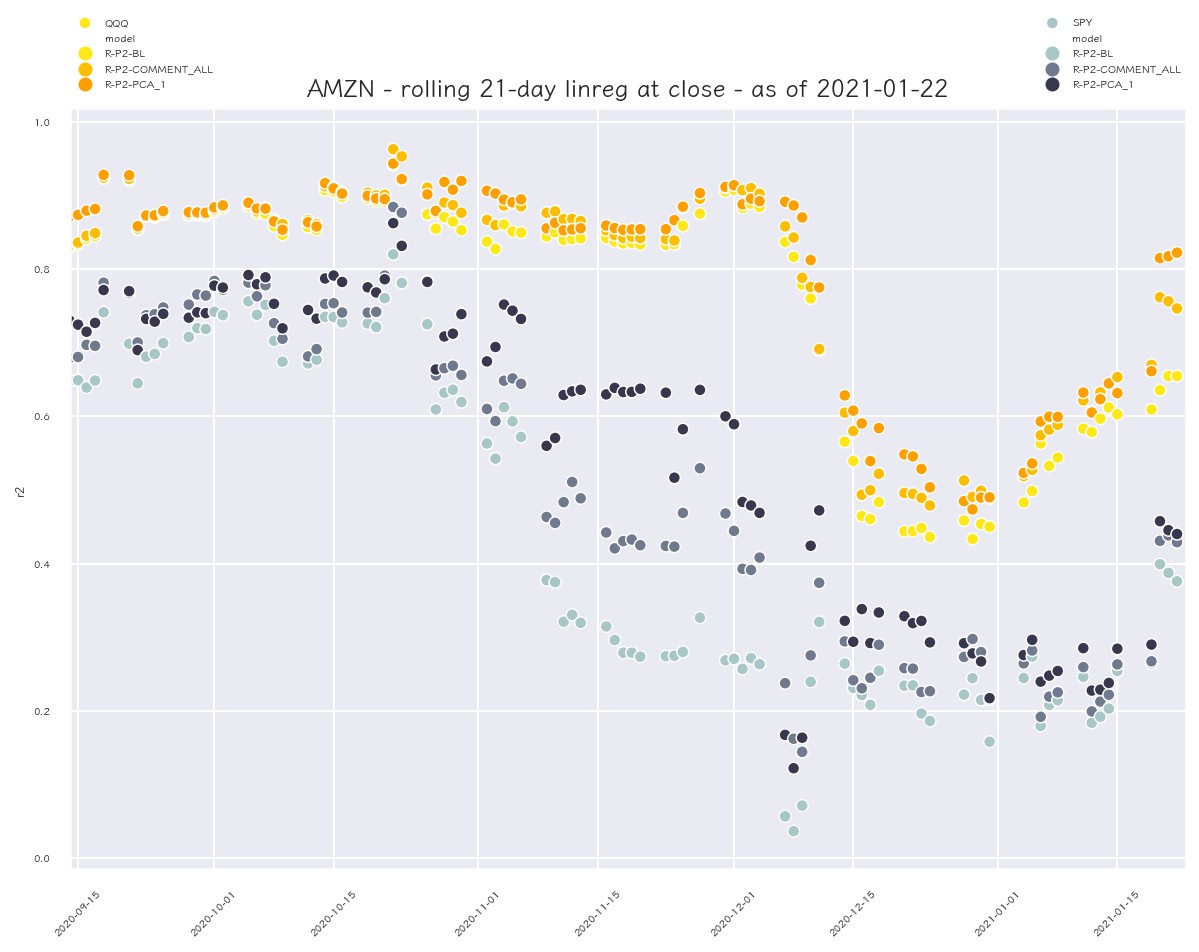 QQQ
model
R-P2-BL
R-P2-COMMENT_ALL
R-P2-PCA_1
SPY
model
R-P2-BL
R-P2-COMMENT_ALL
R-P2-PCA_1
AMZN - rolling 21-day linreg at close - as of 2021-01-22
1.0
0.8
0.6
r2
0.4
0.2
0.0
2020-09-15
2020-10-01
2020-10-15
2020-11-01
2020-11-15
2020-12-01
2020-12-15
2021-01-01
2021-01-15